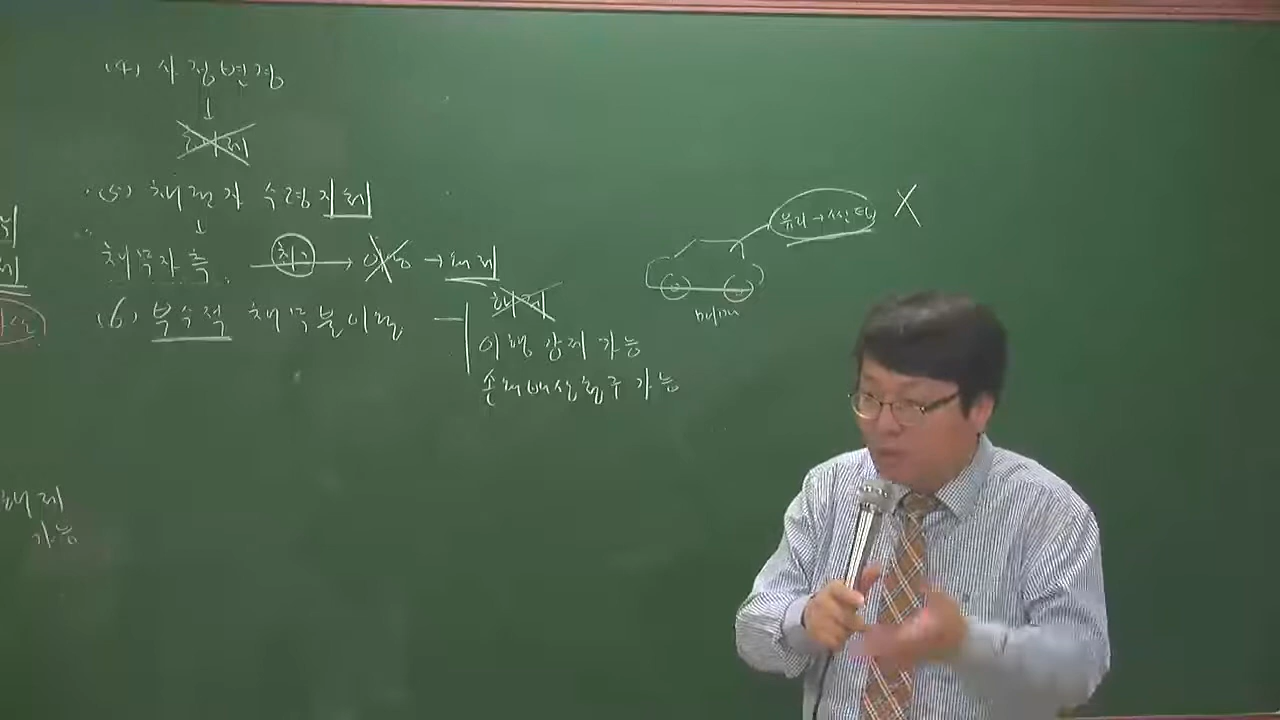 (4) 사정변경
↓
해제
(5) 채권자 수령지체
↓
채무자 측 최고 → 이행 → 해제
(6) 부수적 채무불이행
해제
이행 강제 가능
손해배상청구 가능
유리 → 썬팅 X
매매
해제
가능